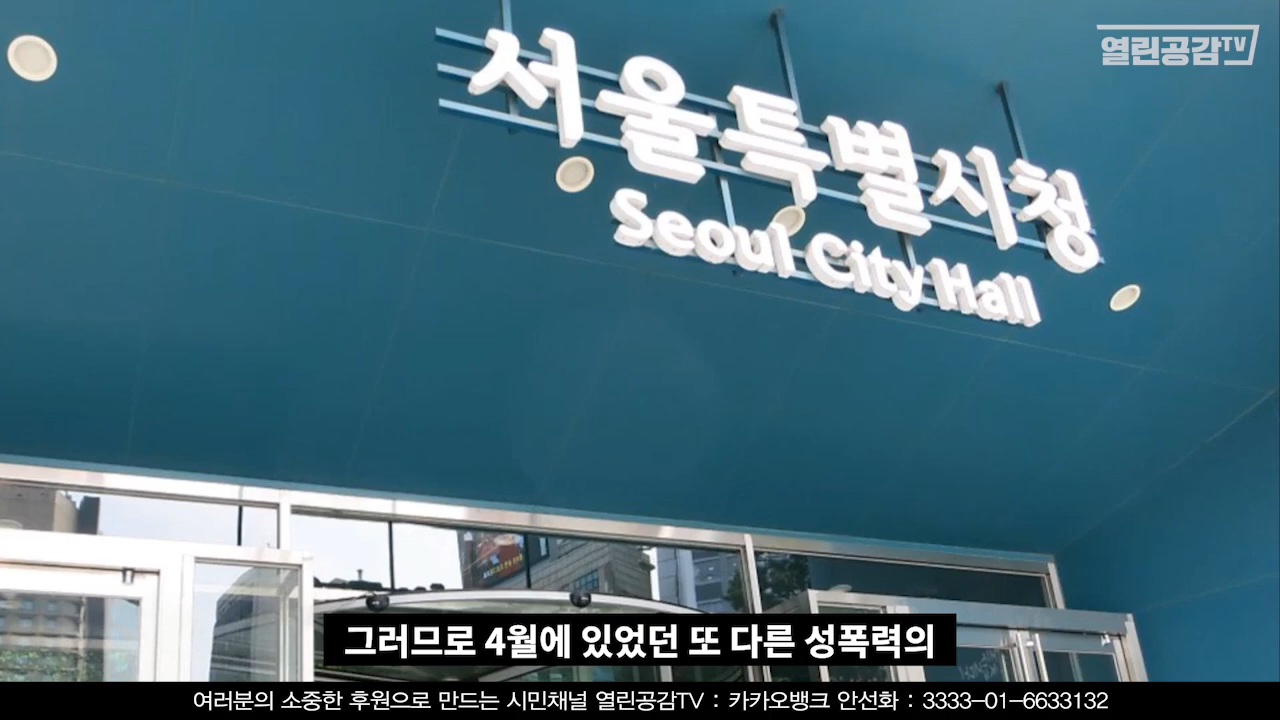 열린공감TV
서울특별시청
Seoul City Hall
그러므로 4월에 있었던 또 다른 성폭력의
여러분의 소중한 후원으로 만드는 시민채널 열린공감TV : 카카오뱅크 안선화 : 3333-01-6633132